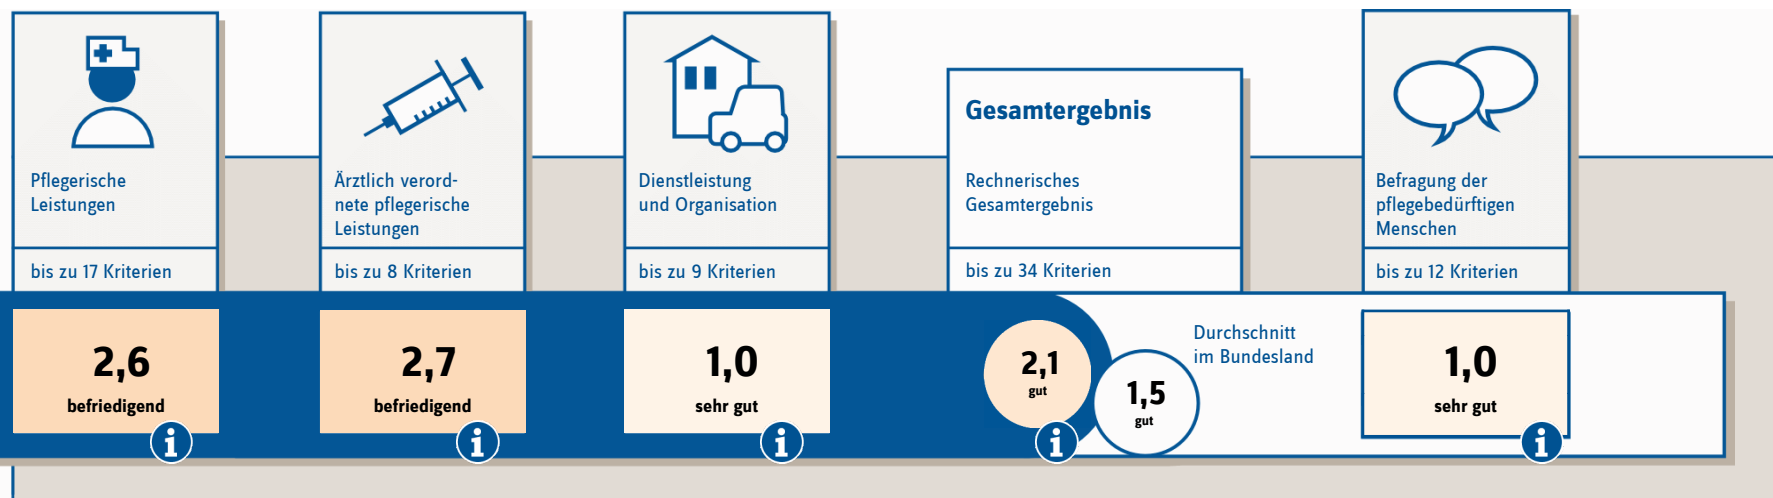 Pflegerische
Leistungen
bis zu 17 Kriterien
2,6
befriedigend
Ärztlich verord-
nete pflegerische
Leistungen
bis zu 8 Kriterien
2,7
befriedigend
Dienstleistung
und Organisation
bis zu 9 Kriterien
1,0
sehr gut
Gesamtergebnis
Rechnerisches
Gesamtergebnis
bis zu 34 Kriterien
2,1
gut
1,5
gut
Durchschnitt
im Bundesland
Befragung der
pflegebedürftigen
Menschen
bis zu 12 Kriterien
1,0
sehr gut
i
i
i
i
i